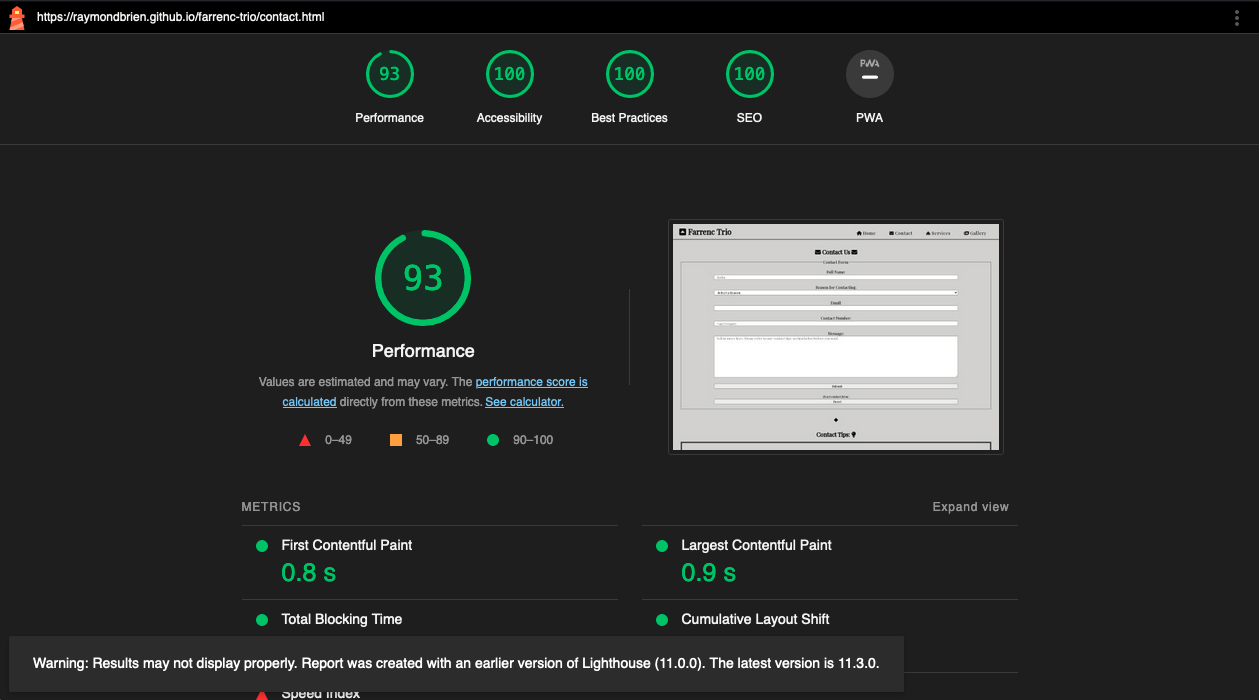 https://raymondbrien.github.io/farrenc-trio/contact.html
93
100
100
100
PWA
Performance
Accessibility
Best Practices
SEO
PWA
93
Performance
Values are estimated and may vary. The performance score is
calculated directly from these metrics. See calculator.
0–49
50–89
90–100
Farrenc Trio
Home
Contact
Services
Gallery
Contact Us
Contact Form
Full Name:
Reason for Contacting:
Email:
Contact Number:
Message:
Contact Tips:
METRICS
Expand view
First Contentful Paint
0.8 s
Largest Contentful Paint
0.9 s
Total Blocking Time
Cumulative Layout Shift
Warning: Results may not display properly. Report was created with an earlier version of Lighthouse (11.0.0). The latest version is 11.3.0.
Speed Index